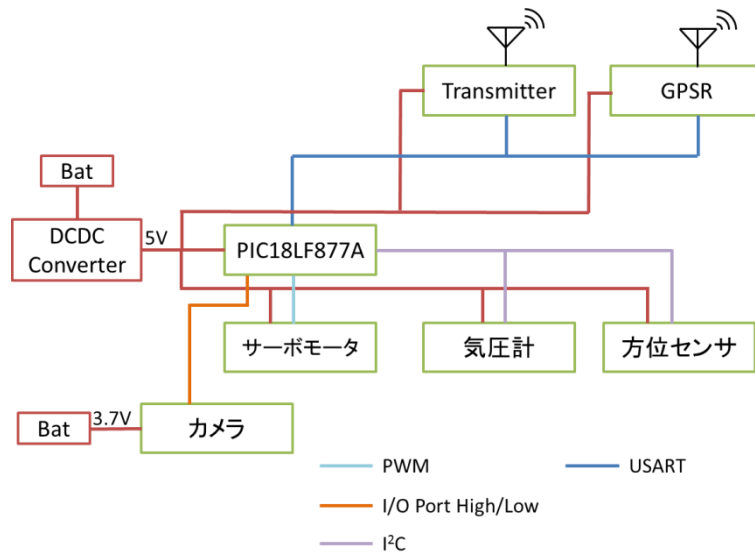 Transmitter
GPSR
Bat
DCDC
Converter
5V
PIC18LF877A
サーボモータ
気圧計
方位センサ
Bat
3.7V
カメラ
PWM
USART
I/O Port High/Low
I²C